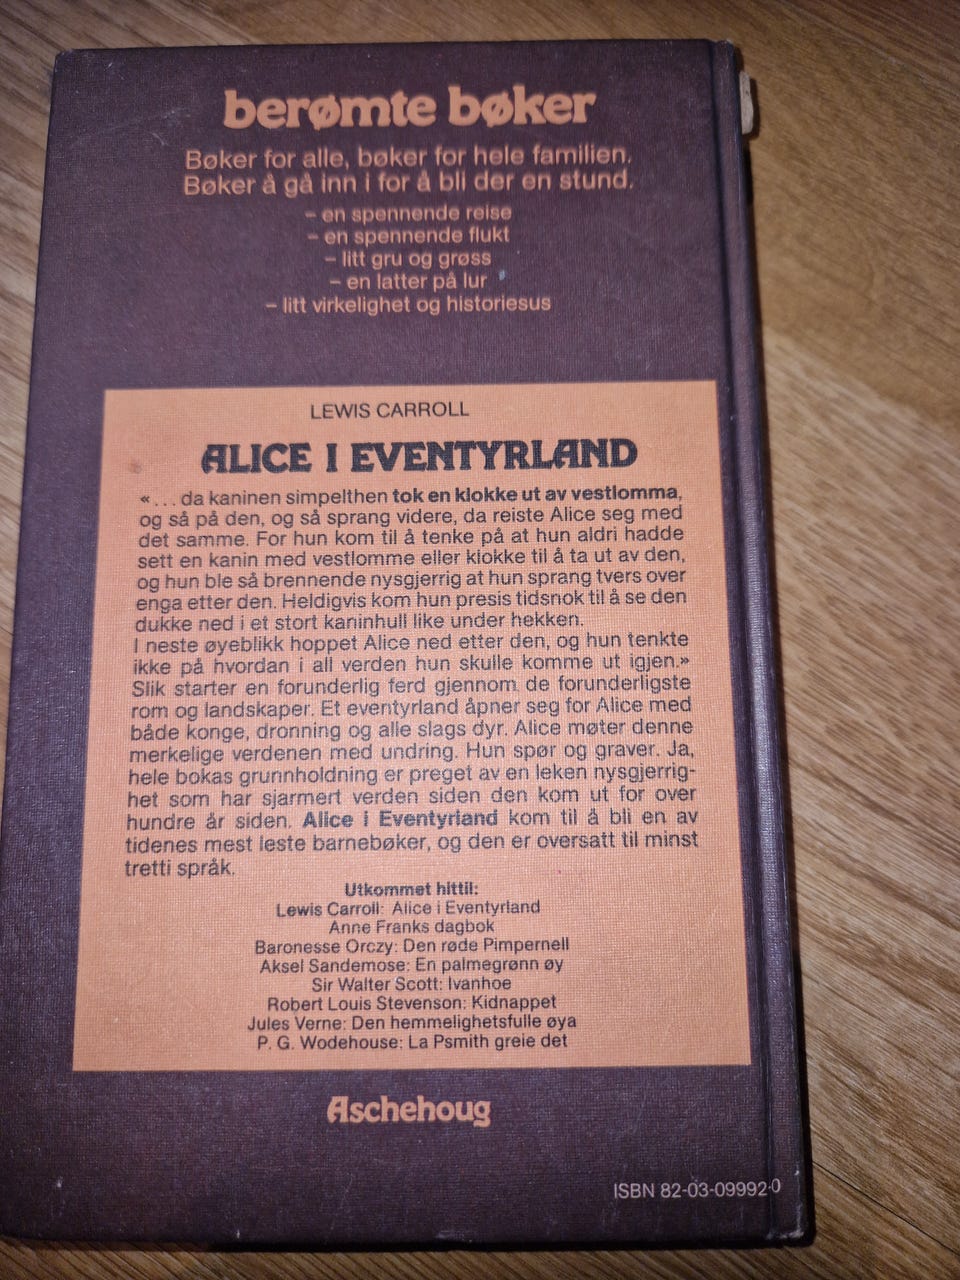 berømte bøker
Bøker for alle, bøker for hele familien.
Bøker å gå inn i for å bli der en stund.
– en spennende reise
– en spennende flukt
– litt gru og grøss
– en latter på lur
– litt virkelighet og historiesus
LEWIS CARROLL
ALICE I EVENTYRLAND
«...da kaninen simpelthen tok en klokke ut av vestlomma,
og så på den, og så sprang videre, da reiste Alice seg med
det samme. For hun kom til å tenke på at hun aldri hadde
sett en kanin med vestlomme eller klokke til å ta ut av den,
og hun ble så brennende nysgjerrig at hun sprang tvers over
enga etter den. Heldigvis kom hun presis tidsnok til å se den
dukke ned i et stort kaninhull like under hekken.
I neste øyeblikk hoppet Alice ned etter den, og hun tenkte
ikke på hvordan i all verden hun skulle komme ut igjen.»
Slik starter en forunderlig ferd gjennom de forunderligste
rom og landskaper. Et eventyrland åpner seg for Alice med
både konge, dronning og alle slags dyr. Alice møter denne
merkelige verdenen med undring. Hun spør og graver. Ja,
hele bokas grunnholdning er preget av en leken nysgjerrig-
het som har sjarmert verden siden den kom ut for over
hundre år siden. Alice i Eventyrland kom til å bli en av
tidenes mest leste barnebøker, og den er oversatt til minst
tretti språk.
Utkommet hittil:
Lewis Carroll: Alice i Eventyrland
Anne Franks dagbok
Baronesse Orczy: Den røde Pimpernell
Aksel Sandemose: En palmegrønn øy
Sir Walter Scott: Ivanhoe
Robert Louis Stevenson: Kidnappet
Jules Verne: Den hemmelighetsfulle øya
P. G. Wodehouse: La Psmith greie det
Aschehoug
ISBN 82-03-09992-0